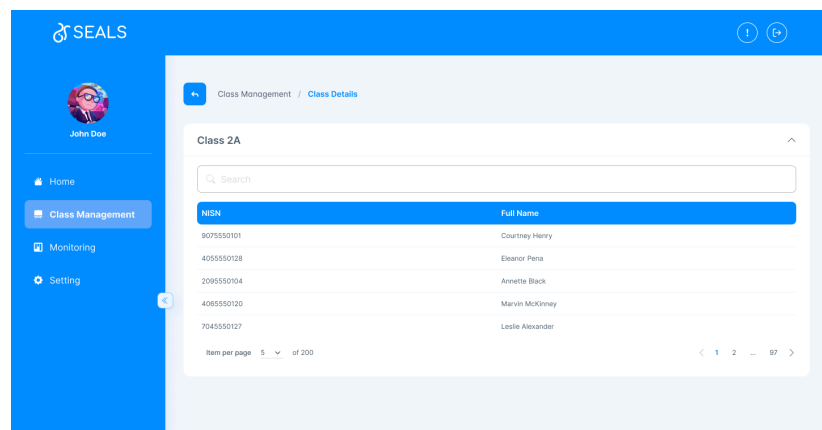 SEALS
!
John Doe
Home
Class Management
Monitoring
Setting
Class Management / Class Details
Class 2A
Search
NISN Full Name
9075550101 Courtney Henry
4055550128 Eleanor Pena
2095550104 Annette Black
4065550120 Marvin McKinney
7045550127 Leslie Alexander
Item per page 5 of 200
1 2 ... 97